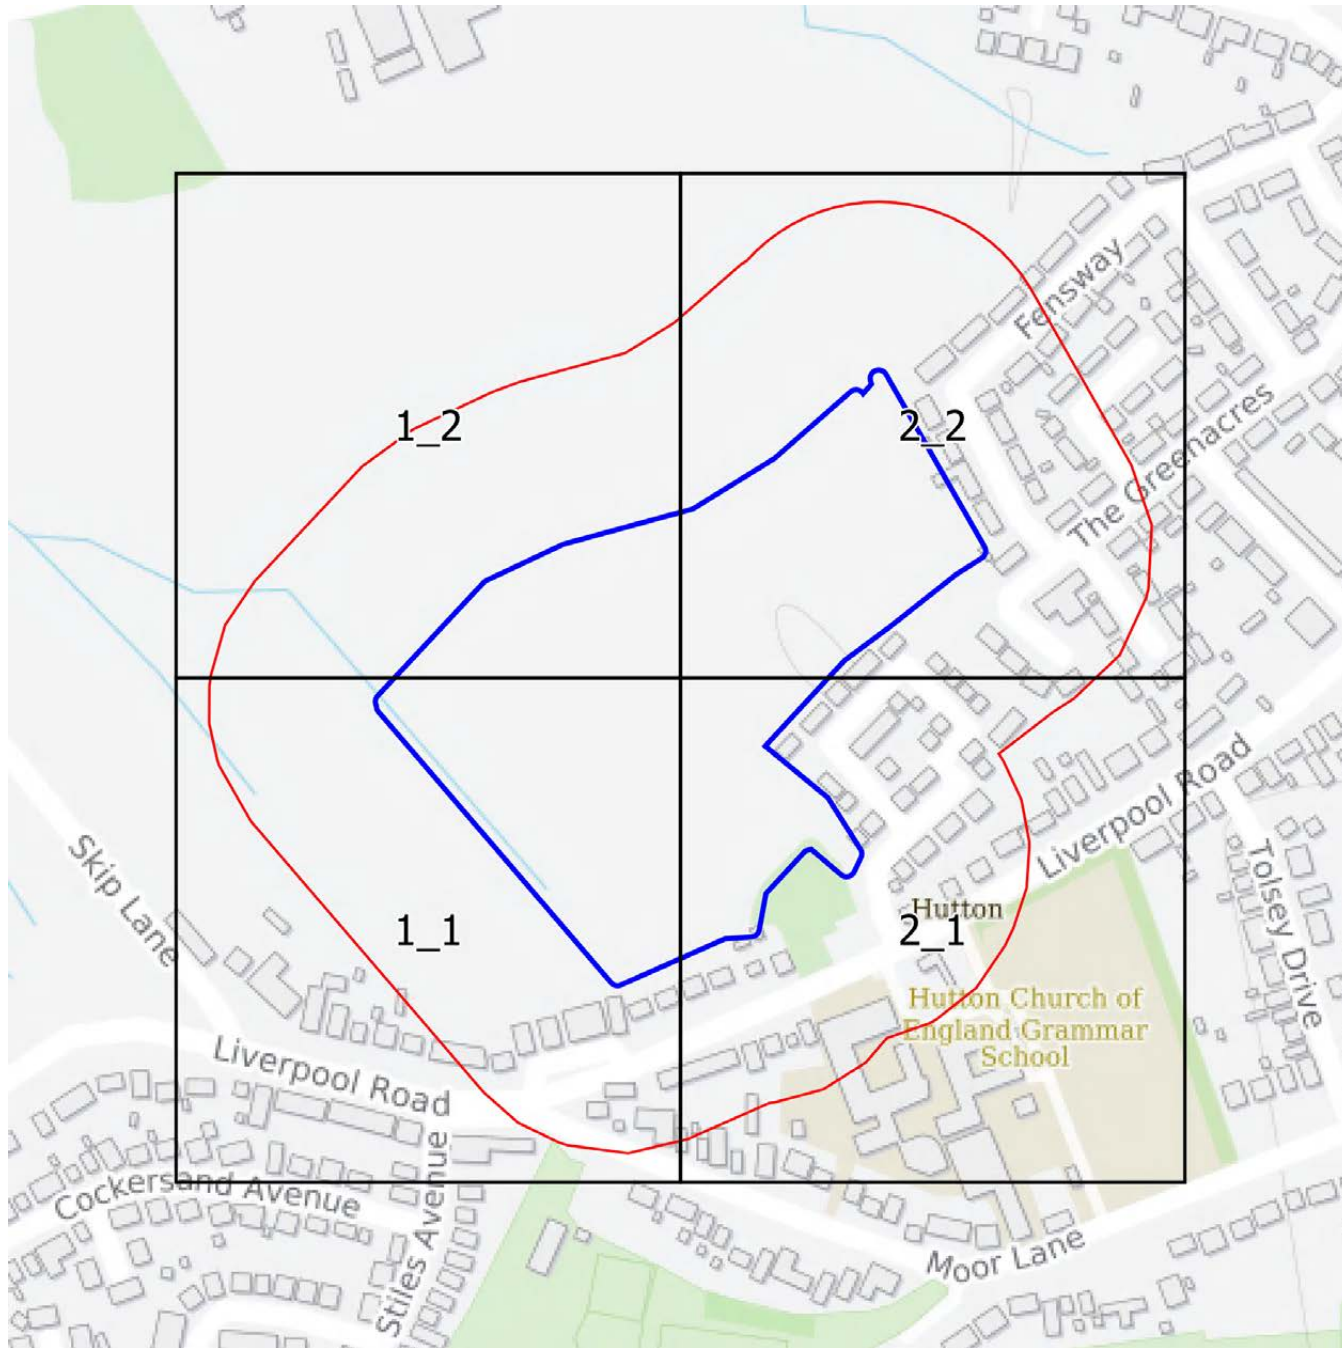 Fensway
1_2
2_2
The Greenacres
Liverpool Road
Skip Lane
Tolsey Drive
1_1
Hutton
2_1
Hutton Church of
England Grammar
School
Liverpool Road
Cockersand Avenue
Stiles Avenue
Moor Lane